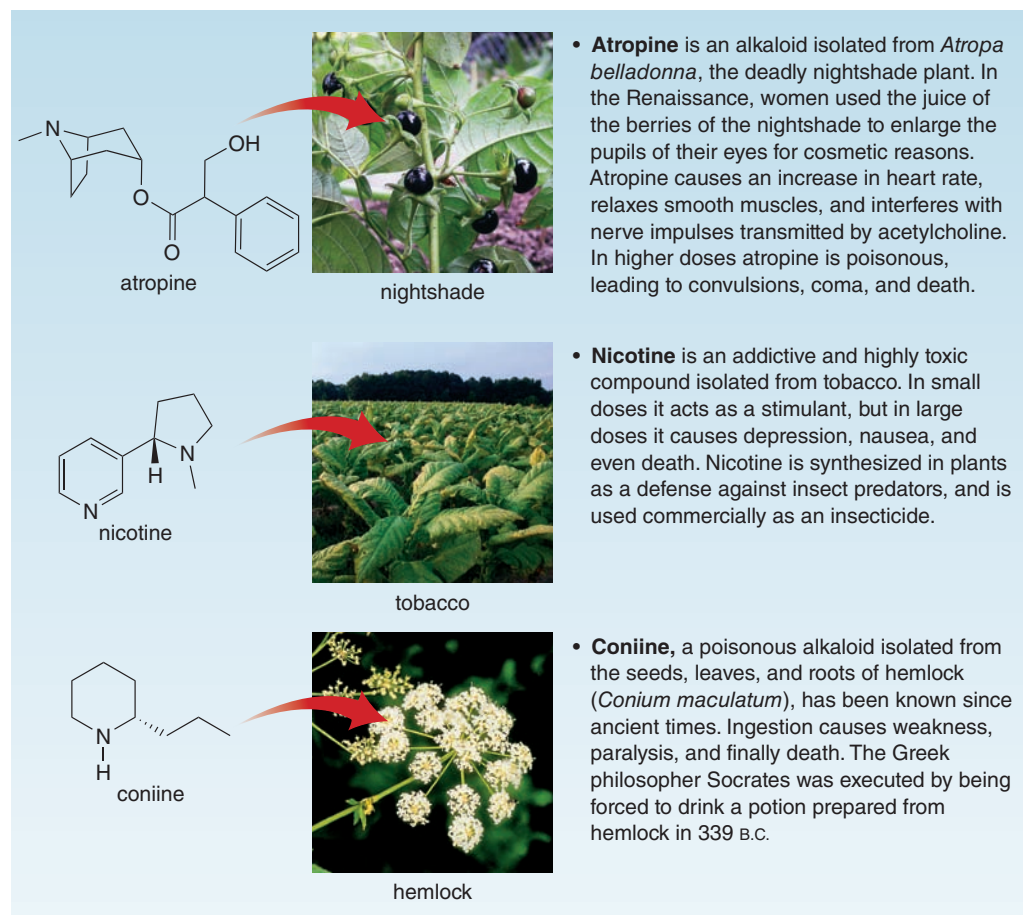 N
OH
O
O
atropine
nightshade
• Atropine is an alkaloid isolated from Atropa
belladonna, the deadly nightshade plant. In
the Renaissance, women used the juice of
the berries of the nightshade to enlarge the
pupils of their eyes for cosmetic reasons.
Atropine causes an increase in heart rate,
relaxes smooth muscles, and interferes with
nerve impulses transmitted by acetylcholine.
In higher doses atropine is poisonous,
leading to convulsions, coma, and death.
N
H
N
nicotine
tobacco
• Nicotine is an addictive and highly toxic
compound isolated from tobacco. In small
doses it acts as a stimulant, but in large
doses it causes depression, nausea, and
even death. Nicotine is synthesized in plants
as a defense against insect predators, and is
used commercially as an insecticide.
N
H
coniine
hemlock
• Coniine, a poisonous alkaloid isolated from
the seeds, leaves, and roots of hemlock
(Conium maculatum), has been known since
ancient times. Ingestion causes weakness,
paralysis, and finally death. The Greek
philosopher Socrates was executed by being
forced to drink a potion prepared from
hemlock in 339 B.C.